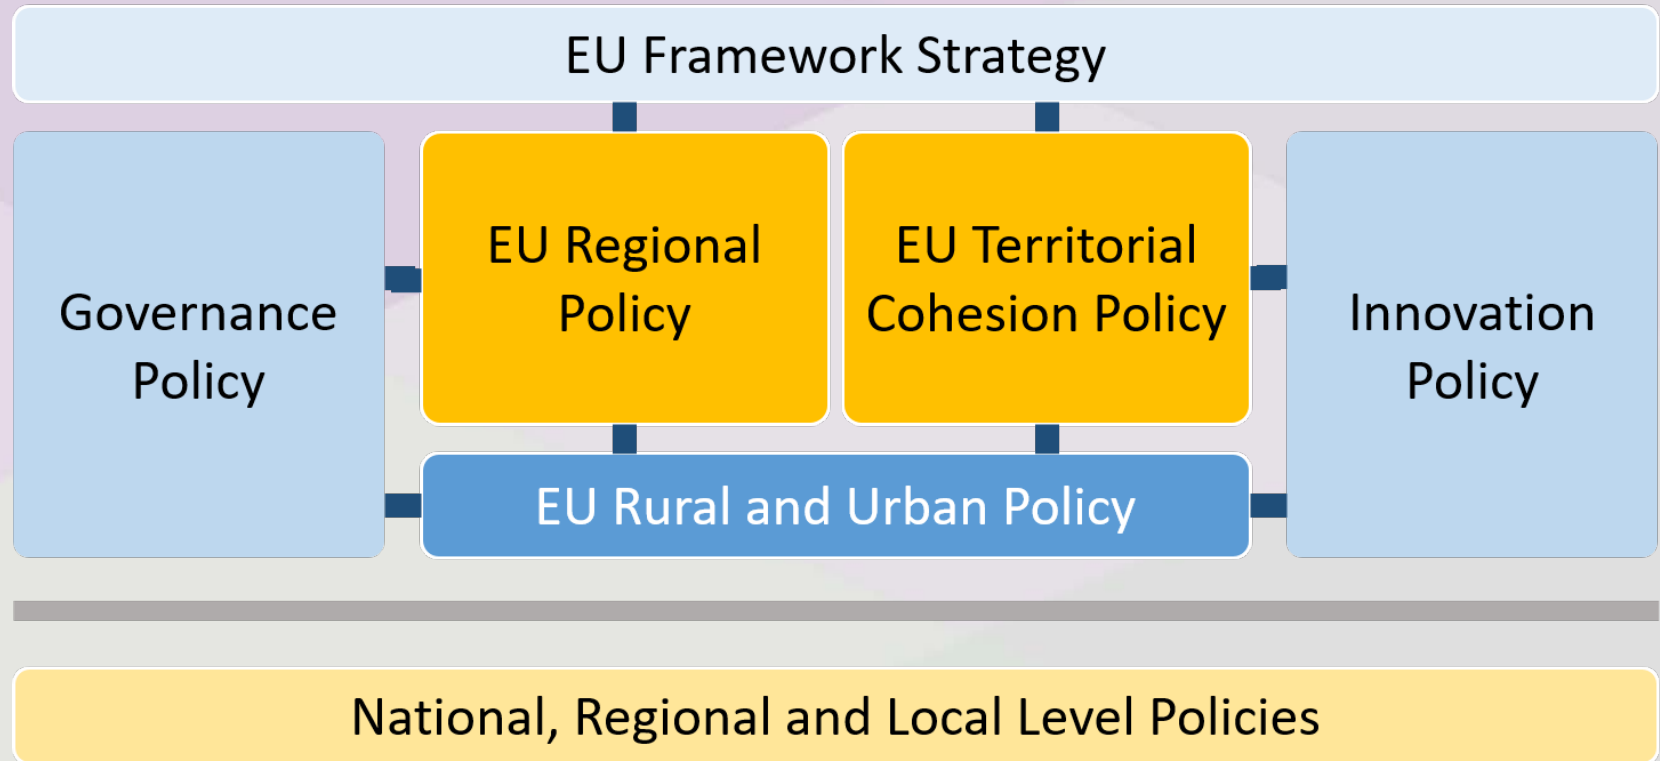 EU Framework Strategy
Governance
Policy
EU Regional
Policy
EU Territorial
Cohesion Policy
Innovation
Policy
EU Rural and Urban Policy
National, Regional and Local Level Policies